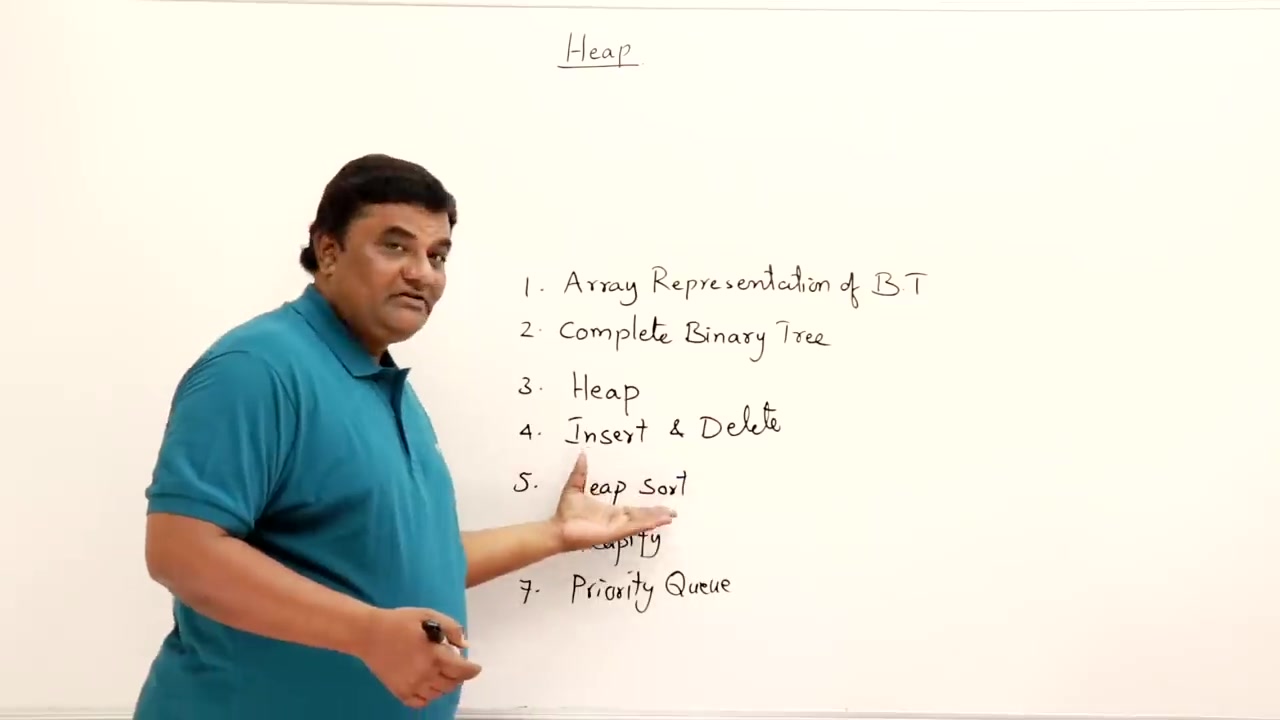 Heap
1. Array Representation of B.T
2. Complete Binary Tree
3. Heap
4. Insert & Delete
5. Heap Sort
7. Priority Queue